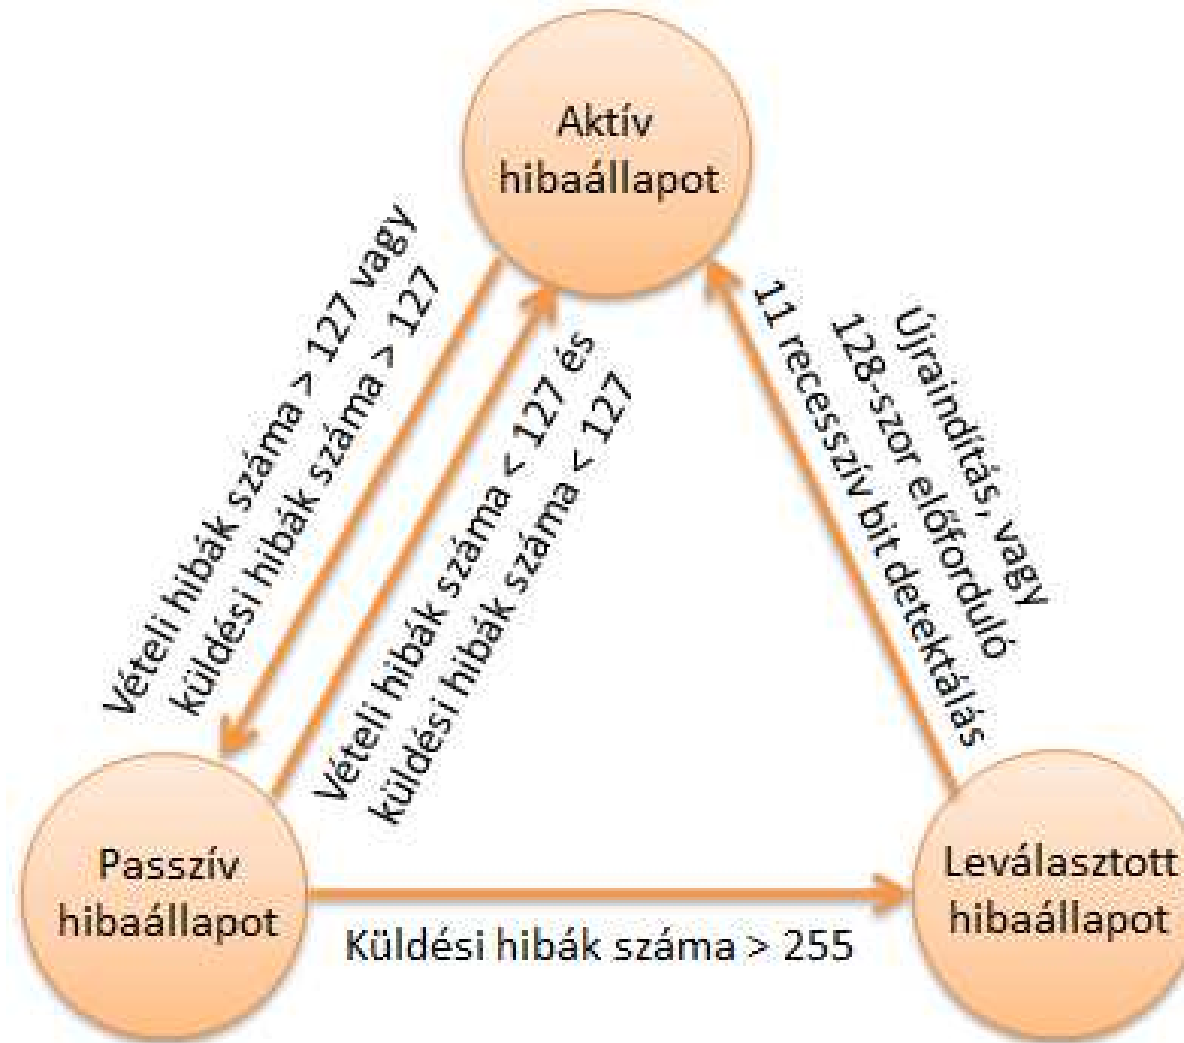 Aktív
hibaállapot
Vételi hibák száma > 127 vagy
küldési hibák száma > 127
Vételi hibák száma < 127 és
küldési hibák száma < 127
Újraindítás, vagy
128-szor előforduló
11 recesszív bit detektálás
Passzív
hibaállapot
Küldési hibák száma > 255
Leválasztott
hibaállapot